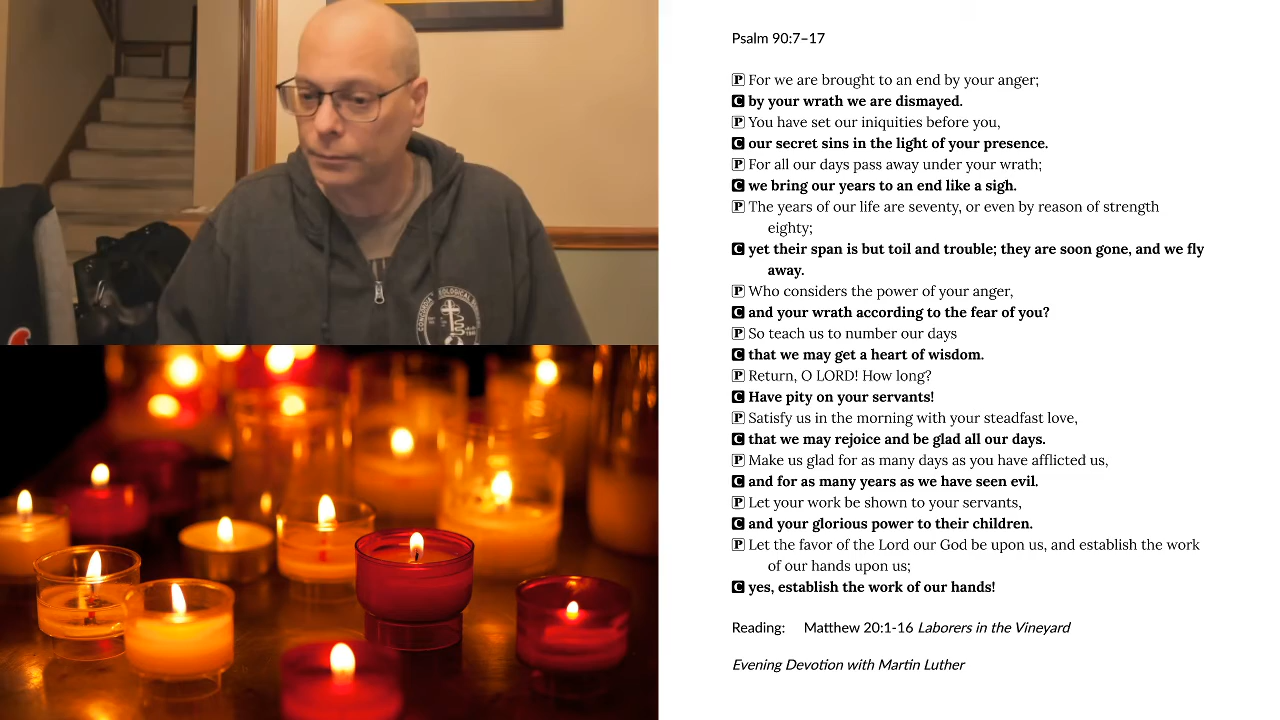 CONCORDIA THEOLOGICAL SEMINARY
Psalm 90:7–17
P For we are brought to an end by your anger;
C by your wrath we are dismayed.
P You have set our iniquities before you,
C our secret sins in the light of your presence.
P For all our days pass away under your wrath;
C we bring our years to an end like a sigh.
P The years of our life are seventy, or even by reason of strength
eighty;
C yet their span is but toil and trouble; they are soon gone, and we fly
away.
P Who considers the power of your anger,
C and your wrath according to the fear of you?
P So teach us to number our days
C that we may get a heart of wisdom.
P Return, O LORD! How long?
C Have pity on your servants!
P Satisfy us in the morning with your steadfast love,
C that we may rejoice and be glad all our days.
P Make us glad for as many days as you have afflicted us,
C and for as many years as we have seen evil.
P Let your work be shown to your servants,
C and your glorious power to their children.
P Let the favor of the Lord our God be upon us, and establish the work
of our hands upon us;
C yes, establish the work of our hands!
Reading: Matthew 20:1-16 Laborers in the Vineyard
Evening Devotion with Martin Luther